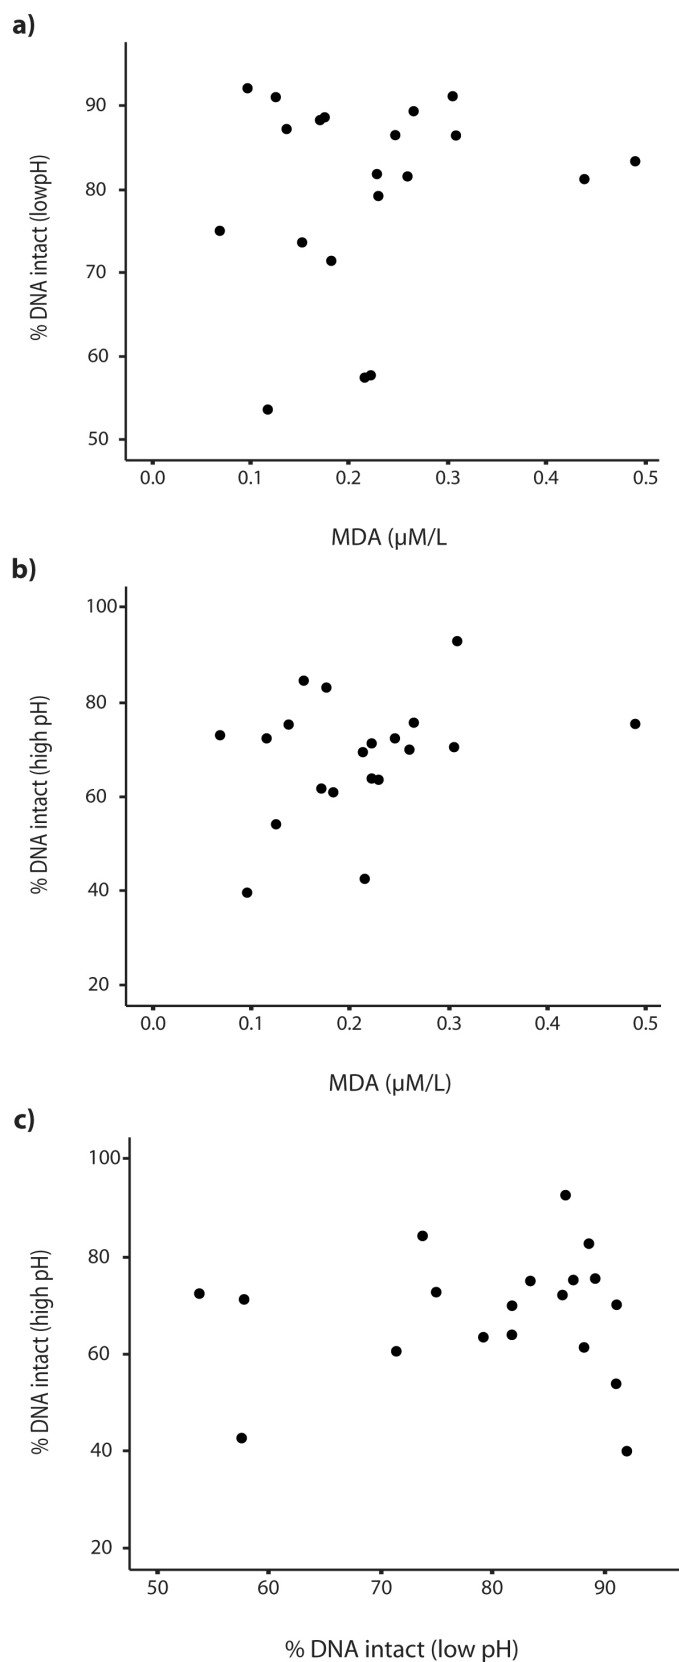 a)
90
80
70
60
50
% DNA intact (lowpH)
0.0 0.1 0.2 0.3 0.4 0.5
MDA (µM/L
b)
100
80
60
40
20
% DNA intact (high pH)
0.0 0.1 0.2 0.3 0.4 0.5
MDA (µM/L)
c)
100
80
60
40
20
% DNA intact (high pH)
50 60 70 80 90
% DNA intact (low pH)